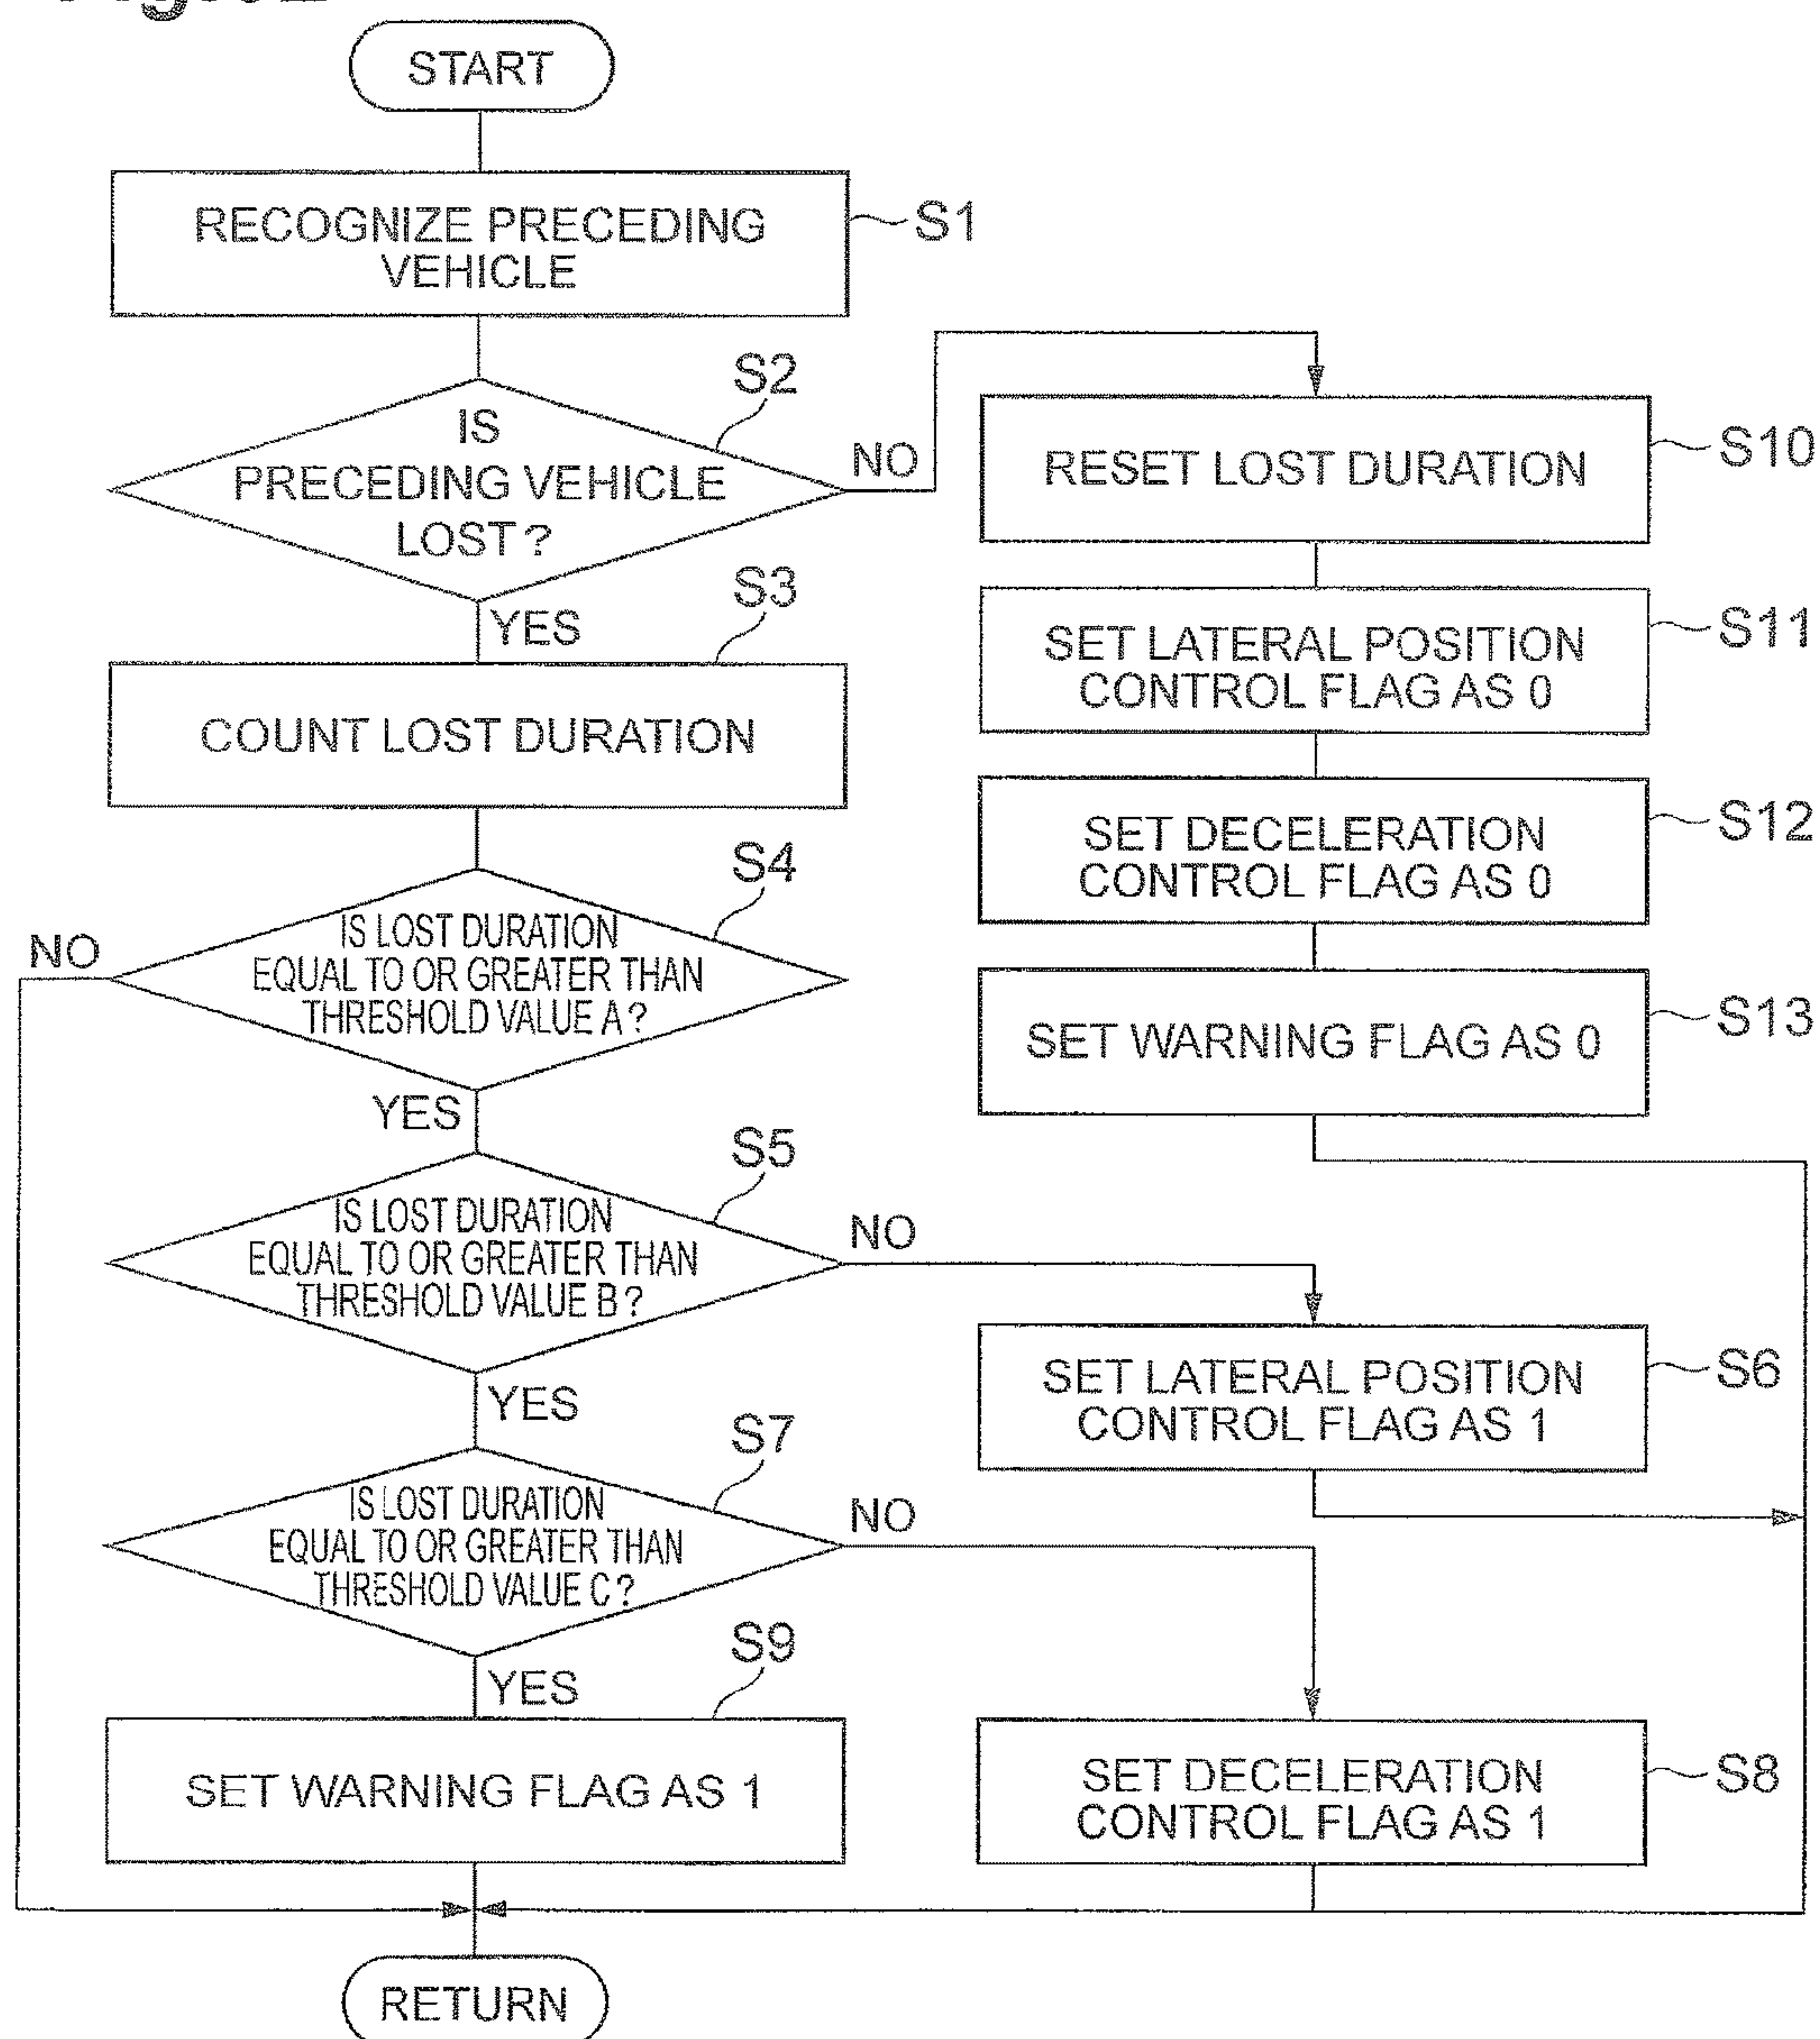 START
RECOGNIZE PRECEDING
VEHICLE
S1
S2
IS
PRECEDING VEHICLE
LOST ?
NO
YES
S3
COUNT LOST DURATION
S4
IS LOST DURATION
EQUAL TO OR GREATER THAN
THRESHOLD VALUE A ?
NO
YES
S5
IS LOST DURATION
EQUAL TO OR GREATER THAN
THRESHOLD VALUE B ?
NO
YES
S7
IS LOST DURATION
EQUAL TO OR GREATER THAN
THRESHOLD VALUE C ?
NO
YES
S9
SET WARNING FLAG AS 1
RETURN
RESET LOST DURATION
S10
SET LATERAL POSITION
CONTROL FLAG AS 0
S11
SET DECELERATION
CONTROL FLAG AS 0
S12
SET WARNING FLAG AS 0
S13
SET LATERAL POSITION
CONTROL FLAG AS 1
S6
SET DECELERATION
CONTROL FLAG AS 1
S8